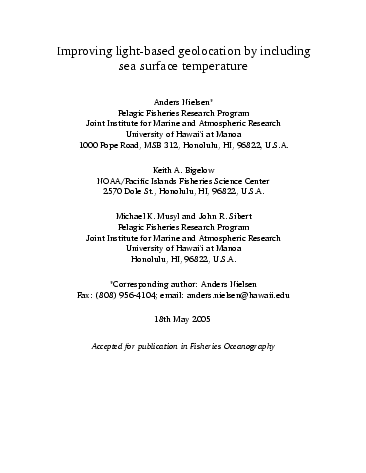 Improving light-based geolocation by including
sea surface temperature
Anders Nielsen*
Pelagic Fisheries Research Program
Joint Institute for Marine and Atmospheric Research
University of Hawai'i at Manoa
1000 Pope Road, MSB 312, Honolulu, HI, 96822, U.S.A.
Keith A. Bigelow
NOAA/Pacific Islands Fisheries Science Center
2570 Dole St., Honolulu, HI, 96822, U.S.A.
Michael K. Musyl and John R. Sibert
Pelagic Fisheries Research Program
Joint Institute for Marine and Atmospheric Research
University of Hawai'i at Manoa
Honolulu, HI, 96822, U.S.A.
*Corresponding author: Anders Nielsen
Fax: (808) 956-4104; email: anders.nielsen@hawaii.edu
18th May 2005
Accepted for publication in Fisheries Oceanography